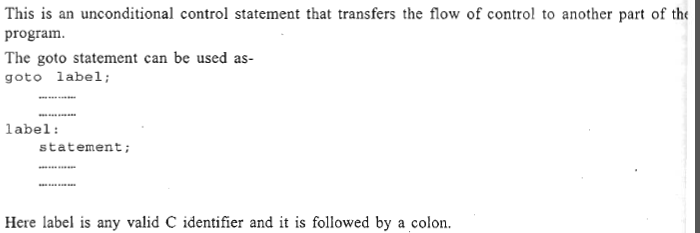 This is an unconditional control statement that transfers the flow of control to another part of the
program.
The goto statement can be used as-
goto label;
............
............
label:
statement;
............
............
Here label is any valid C identifier and it is followed by a colon.